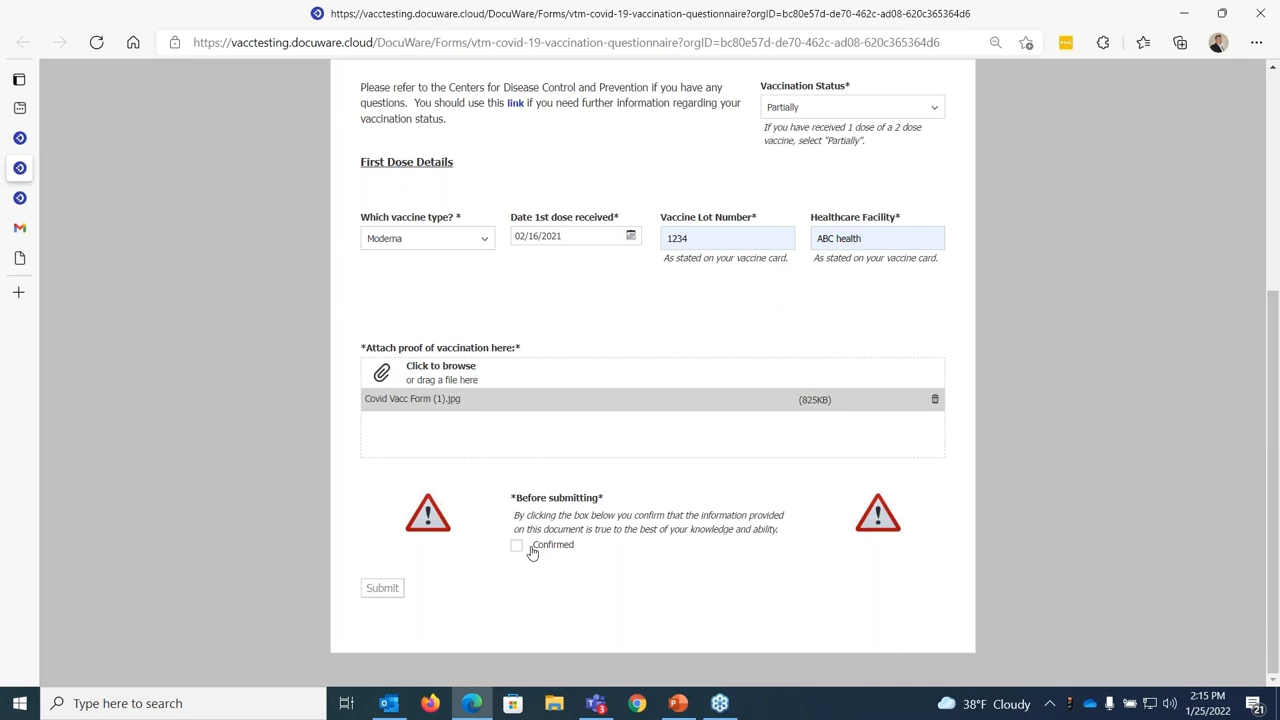 https://vacctesting.docuware.cloud/DocuWare/Forms/vtm-covid-19-vaccination-questionnaire?orgID=bc80e57d-de70-462c-ad08-620c365364d6
https://vacctesting.docuware.cloud/DocuWare/Forms/vtm-covid-19-vaccination-questionnaire?orgID=bc80e57d-de70-462c-ad08-620c365364d6
Please refer to the Centers for Disease Control and Prevention if you have any
questions. You should use this link if you need further information regarding your
vaccination status.
Vaccination Status*
Partially
If you have received 1 dose of a 2 dose
vaccine, select "Partially".
First Dose Details
Which vaccine type? * Date 1st dose received* Vaccine Lot Number* Healthcare Facility*
Moderna 02/16/2021 1234 ABC health
As stated on your vaccine card. As stated on your vaccine card.
*Attach proof of vaccination here:*
Click to browse
or drag a file here
Covid Vacc Form (1).jpg (825KB)
*Before submitting*
By clicking the box below you confirm that the information provided
on this document is true to the best of your knowledge and ability.
Confirmed
Submit
Type here to search 38°F Cloudy 2:15 PM
1/25/2022
3
21